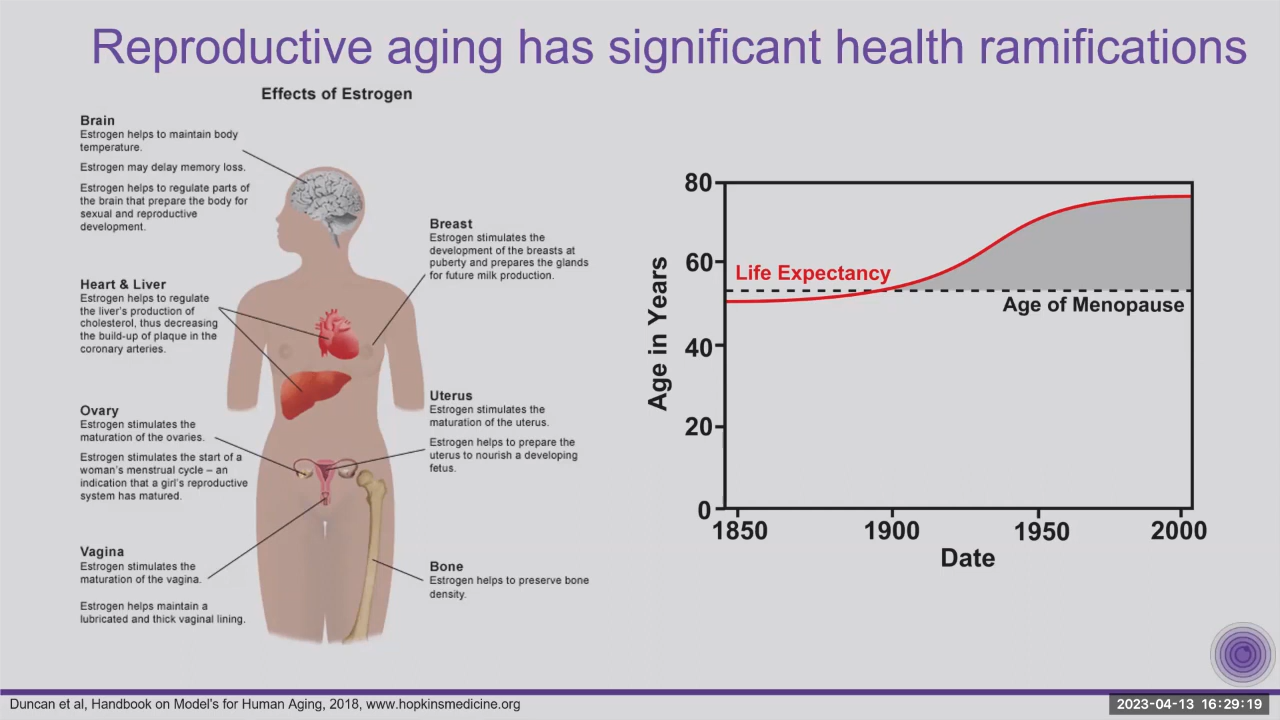 Reproductive aging has significant health ramifications
Effects of Estrogen
Brain
Estrogen helps to maintain body
temperature.
Estrogen may delay memory loss.
Estrogen helps to regulate parts of
the brain that prepare the body for
sexual and reproductive
development.
Heart & Liver
Estrogen helps to regulate
the liver's production of
cholesterol, thus decreasing
the build-up of plaque in the
coronary arteries.
Ovary
Estrogen stimulates the
maturation of the ovaries.
Estrogen stimulates the start of a
woman's menstrual cycle – an
indication that a girl's reproductive
system has matured.
Vagina
Estrogen stimulates the
maturation of the vagina.
Estrogen helps maintain a
lubricated and thick vaginal lining.
Breast
Estrogen stimulates the
development of the breasts at
puberty and prepares the glands
for future milk production.
Uterus
Estrogen stimulates the
maturation of the uterus.
Estrogen helps to prepare the
uterus to nourish a developing
fetus.
Bone
Estrogen helps to preserve bone
density.
Age in Years
80
60
40
20
0
Life Expectancy
Age of Menopause
1850 1900 1950 2000
Date
Duncan et al, Handbook on Model's for Human Aging, 2018, www.hopkinsmedicine.org
2023-04-13 16:29:19